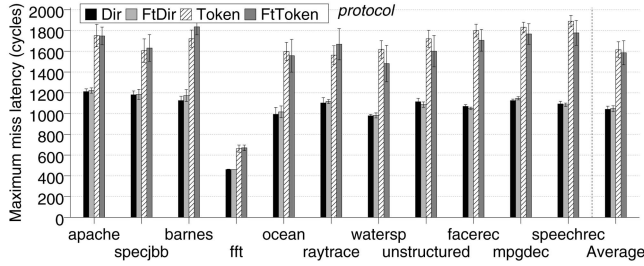 Dir FtDir Token FtToken protocol
Maximum miss latency (cycles)
2000
1800
1600
1400
1200
1000
800
600
400
200
0
apache barnes ocean watersp facerec speechrec
specjbb fft raytrace unstructured mpgdec Average